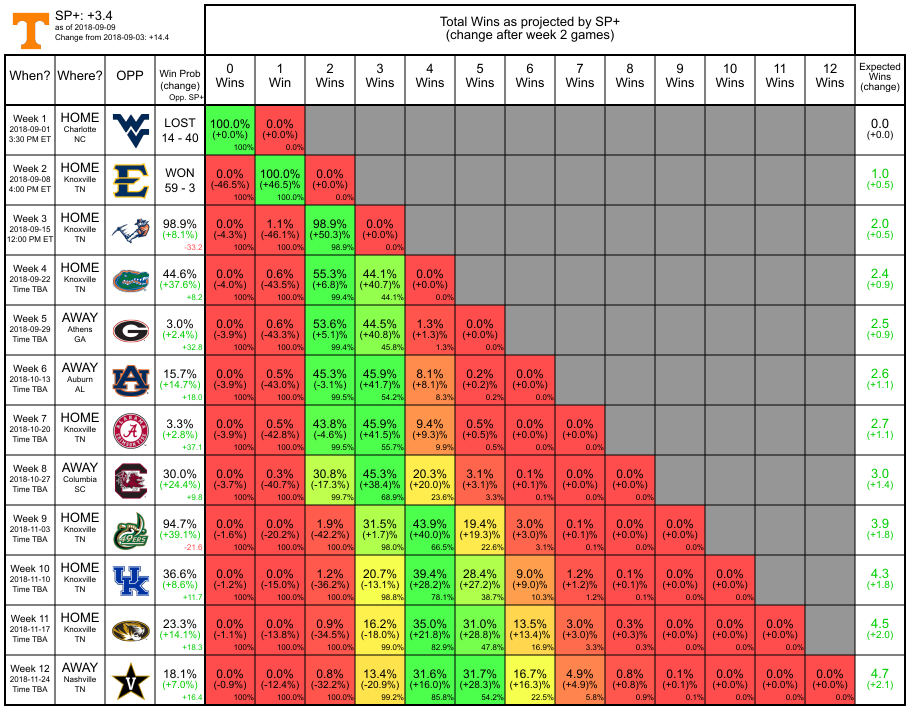 SP+: +3.4
as of 2018-09-09
Change from 2018-09-03: +14.4
Total Wins as projected by SP+
(change after week 2 games)
When? Where? OPP Win Prob (change) Opp. SP+ 0 Wins 1 Win 2 Wins 3 Wins 4 Wins 5 Wins 6 Wins 7 Wins 8 Wins 9 Wins 10 Wins 11 Wins 12 Wins Expected Wins (change)
Week 1 HOME LOST 100.0% 0.0% 0.0
2018-09-01 Charlotte WV 14 - 40 (+0.0%) (+0.0%) (+0.0)
3:30 PM ET NC 100% 0.0%
Week 2 HOME E WON 0.0% 100.0% 0.0% 1.0
2018-09-08 Knoxville 59 - 3 (-46.5%) (+46.5)% (+0.0%) (+0.5)
4:00 PM ET TN 100% 100.0% 0.0%
Week 3 HOME 98.9% 0.0% 1.1% 98.9% 0.0% 2.0
2018-09-15 Knoxville (+8.1%) (-4.3%) (-46.1%) (+50.3)% (+0.0%) (+0.5)
12:00 PM ET TN -33.2 100% 100.0% 98.9% 0.0%
Week 4 HOME 44.6% 0.0% 0.6% 55.3% 44.1% 0.0% 2.4
2018-09-22 Knoxville (+37.6%) (-4.0%) (-43.5%) (+6.8)% (+40.7)% (+0.0%) (+0.9)
Time TBA TN +8.2 100% 100.0% 99.4% 44.1% 0.0%
Week 5 AWAY G 3.0% 0.0% 0.6% 53.6% 44.5% 1.3% 0.0% 2.5
2018-09-29 Athens (+2.4%) (-3.9%) (-43.3%) (+5.1)% (+40.8)% (+1.3)% (+0.0%) (+0.9)
Time TBA GA +32.8 100% 100.0% 99.4% 45.8% 1.3% 0.0%
Week 6 AWAY AU 15.7% 0.0% 0.5% 45.3% 45.9% 8.1% 0.2% 0.0% 2.6
2018-10-13 Auburn (+14.7%) (-3.9%) (-43.0%) (-3.1%) (+41.7)% (+8.1)% (+0.2)% (+0.0%) (+1.1)
Time TBA AL +18.0 100% 100.0% 99.5% 54.2% 8.3% 0.2% 0.0%
Week 7 HOME A 3.3% 0.0% 0.5% 43.8% 45.9% 9.4% 0.5% 0.0% 0.0% 2.7
2018-10-20 Knoxville (+2.8%) (-3.9%) (-42.8%) (-4.6%) (+41.5)% (+9.3)% (+0.5)% (+0.0)% (+0.0%) (+1.1)
Time TBA TN +37.1 100% 100.0% 99.5% 55.7% 9.9% 0.5% 0.0% 0.0%
Week 8 AWAY 30.0% 0.0% 0.3% 30.8% 45.3% 20.3% 3.1% 0.1% 0.0% 0.0% 3.0
2018-10-27 Columbia (+24.4%) (-3.7%) (-40.7%) (-17.3%) (+38.4)% (+20.0)% (+3.1)% (+0.1)% (+0.0)% (+0.0%) (+1.4)
Time TBA SC +9.8 100% 100.0% 99.7% 68.9% 23.6% 3.3% 0.1% 0.0% 0.0%
Week 9 HOME 49ERS 94.7% 0.0% 0.0% 1.9% 31.5% 43.9% 19.4% 3.0% 0.1% 0.0% 0.0% 3.9
2018-11-03 Knoxville (+39.1%) (-1.6%) (-20.2%) (-42.2%) (+1.7)% (+40.0)% (+19.3)% (+3.0)% (+0.1)% (+0.0)% (+0.0%) (+1.8)
Time TBA TN -21.6 100% 100.0% 100.0% 98.0% 66.5% 22.6% 3.1% 0.1% 0.0% 0.0%
Week 10 HOME UK 36.6% 0.0% 0.0% 1.2% 20.7% 39.4% 28.4% 9.0% 1.2% 0.1% 0.0% 0.0% 4.3
2018-11-10 Knoxville (+8.6%) (-1.2%) (-15.0%) (-36.2%) (-13.1%) (+28.2)% (+27.2)% (+9.0)% (+1.2)% (+0.1)% (+0.0)% (+0.0%) (+1.8)
Time TBA TN +11.7 100% 100.0% 100.0% 98.8% 78.1% 38.7% 10.3% 1.2% 0.1% 0.0% 0.0%
Week 11 HOME 23.3% 0.0% 0.0% 0.9% 16.2% 35.0% 31.0% 13.5% 3.0% 0.3% 0.0% 0.0% 0.0% 4.5
2018-11-17 Knoxville (+14.1%) (-1.1%) (-13.8%) (-34.5%) (-18.0%) (+21.8)% (+28.8)% (+13.4)% (+3.0)% (+0.3)% (+0.0)% (+0.0)% (+0.0%) (+2.0)
Time TBA TN +18.3 100% 100.0% 100.0% 99.0% 82.9% 47.8% 16.9% 3.3% 0.3% 0.0% 0.0% 0.0%
Week 12 AWAY V 18.1% 0.0% 0.0% 0.8% 13.4% 31.6% 31.7% 16.7% 4.9% 0.8% 0.1% 0.0% 0.0% 0.0% 4.7
2018-11-24 Nashville (+7.0%) (-0.9%) (-12.4%) (-32.2%) (-20.9%) (+16.0)% (+28.3)% (+16.3)% (+4.9)% (+0.8)% (+0.1)% (+0.0)% (+0.0)% (+0.0%) (+2.1)
Time TBA TN +16.4 100% 100.0% 100.0% 99.2% 85.8% 54.2% 22.5% 5.8% 0.9% 0.1% 0.0% 0.0% 0.0%